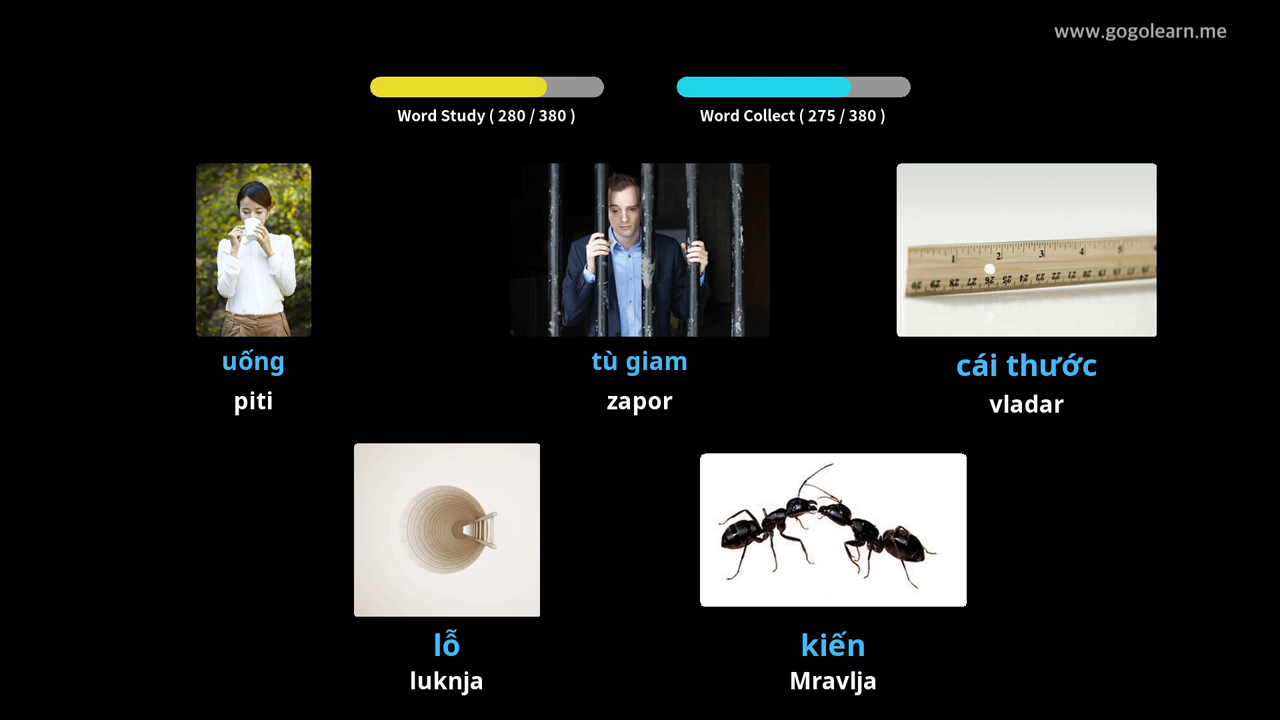 www.gogolearn.me
Word Study ( 280 / 380 )
Word Collect ( 275 / 380 )
uống
piti
tù giam
zapor
cái thước
vladar
lỗ
luknja
kiến
Mravlja